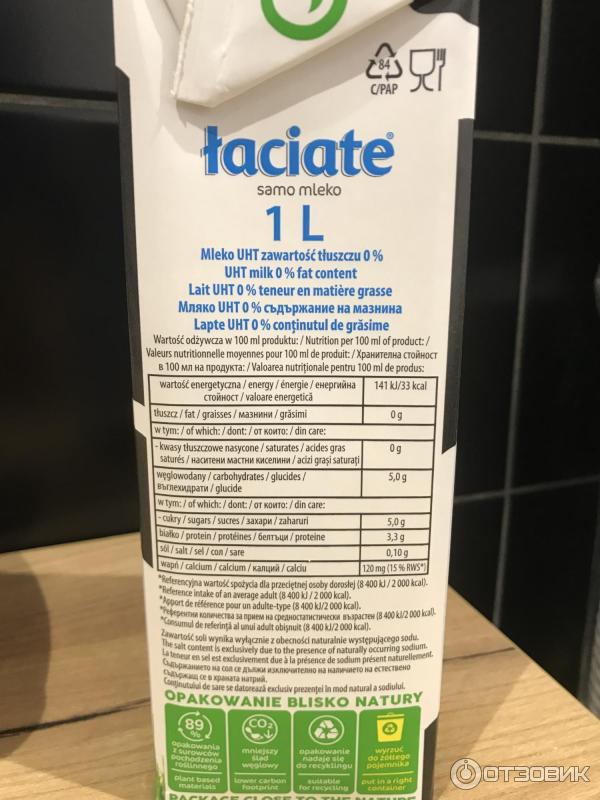 84
C/PAP
łaciate®
samo mleko
1 L
Mleko UHT zawartość tłuszczu 0 %
UHT milk 0 % fat content
Lait UHT 0 % teneur en matière grasse
Мляко UHT 0 % съдържание на мазнина
Lapte UHT 0 % conținutul de grăsime
Wartość odżywcza w 100 ml produktu: / Nutrition per 100 ml of product: /
Valeurs nutritionnelle moyennes pour 100 ml de produit: / Хранителна стойност
в 100 мл на продукта: / Valoarea nutriționale pentru 100 ml de produs:
wartość energetyczna / energy / énergie / енергийна 141 kJ/33 kcal
стойност / valoare energetică
tłuszcz / fat / graisses / мазнини / grăsimi 0 g
w tym: / of which: / dont: / от които: / din care:
- kwasy tłuszczowe nasycone / saturates / acides gras 0 g
saturés / наситени мастни киселини / acizi grași saturați
węglowodany / carbohydrates / glucides / 5,0 g
въглехидрати / glucide
w tym: / of which: / dont: / от които: / din care:
- cukry / sugars / sucres / захари / zaharuri 5,0 g
białko / protein / protéines / белтъци / proteine 3,3 g
sól / salt / sel / сол / sare 0,10 g
wapń / calcium / calcium / калций / calciu 120 mg (15 % RWS*)
*Referencyjna wartość spożycia dla przeciętnej osoby dorosłej (8 400 kJ / 2 000 kcal).
*Reference intake of an average adult (8 400 kJ / 2 000 kcal).
*Apport de référence pour un adulte-type (8 400 kJ / 2 000 kcal).
*Референтни количества за прием на средностатистически възрастен (8 400 kJ/2 000 kcal).
*Consumul de referință al unui adult obișnuit (8 400 kJ/ 2 000 kcal).
Zawartość soli wynika wyłącznie z obecności naturalnie występującego sodu.
The salt content is exclusively due to the presence of naturally occurring sodium.
La teneur en sel est exclusivement due à la présence de sodium présent naturellement.
Съдържанието на сол се дължи изключително на наличието на естествено
съдържащ се в храната натрий.
Conținutului de sare se datorează exclusiv prezenței în mod natural a sodiului.
OPAKOWANIE BLISKO NATURY
89 %
opakowania
z surowców
pochodzenia
roślinnego
plant based
materials
CO2
mniejszy
ślad
węglowy
lower carbon
footprint
opakowanie
nadaje się
do recyklingu
suitable
for recycling
wyrzuć
do żółtego
pojemnika
put in a right
container
PACKAGE CLOSE TO THE NATURE
ОТЗОВИК